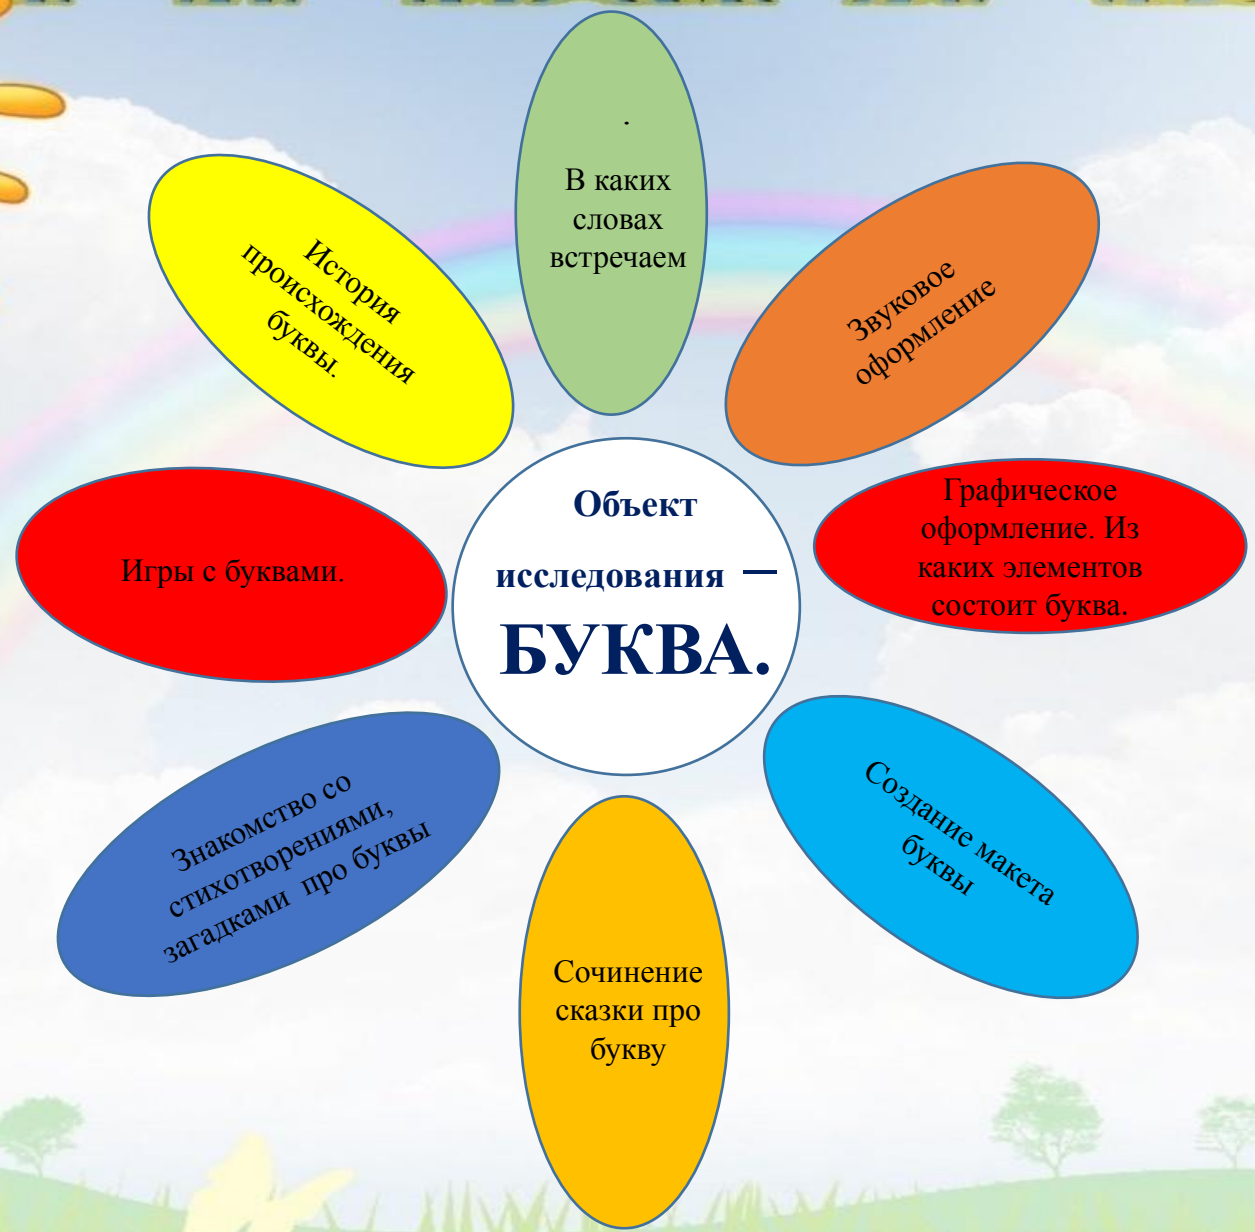 .
В каких
словах
встречаем
История
происхождения
буквы.
Звуковое
оформление
Объект
исследования –
БУКВА.
Графическое
оформление. Из
каких элементов
состоит буква.
Игры с буквами.
Знакомство со
стихотворениями,
загадками про буквы
Создание макета
буквы
Сочинение
сказки про
букву